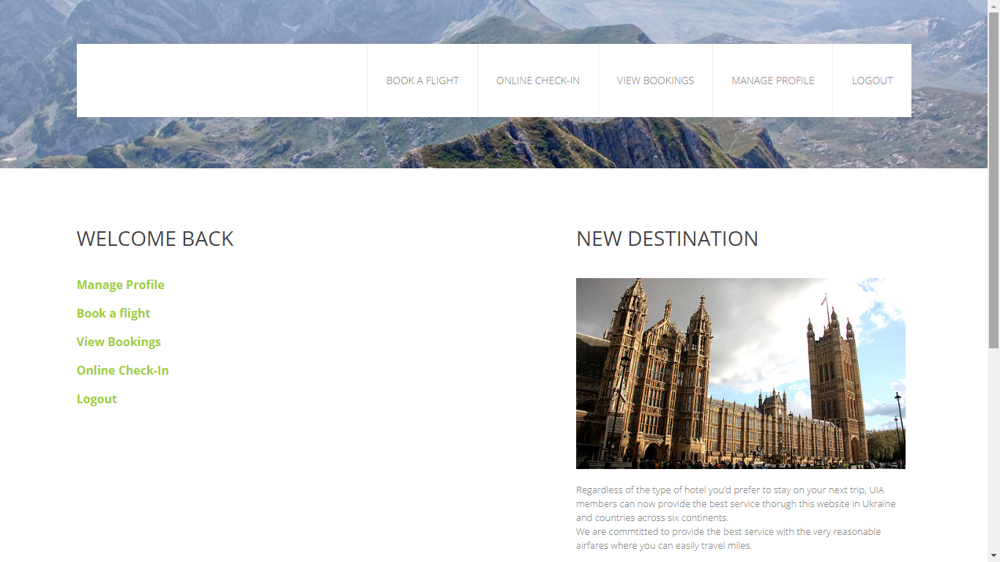 BOOK A FLIGHT
ONLINE CHECK-IN
VIEW BOOKINGS
MANAGE PROFILE
LOGOUT
WELCOME BACK
Manage Profile
Book a flight
View Bookings
Online Check-In
Logout
NEW DESTINATION
Regardless of the type of hotel you'd prefer to stay on your next trip, UIA
members can now provide the best service thorugh this website in Ukraine
and countries across six continents.
We are committted to provide the best service with the very reasonable
airfares where you can easily travel miles.